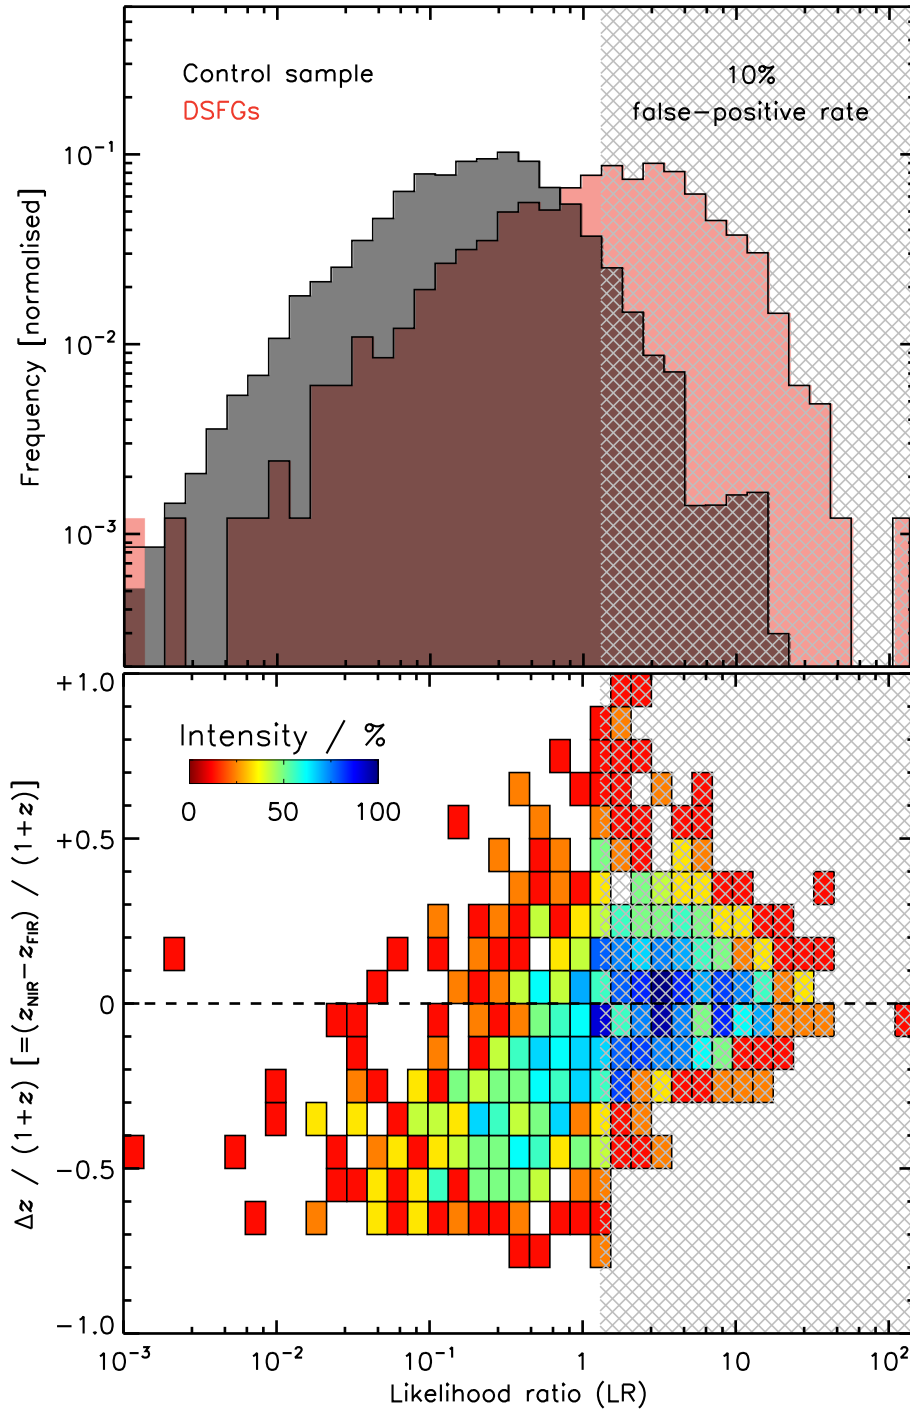 Control sample
DSFGs
10%
false-positive rate
10⁻¹
10⁻²
10⁻³
Frequency [normalised]
Intensity / %
0 50 100
+1.0
+0.5
0
-0.5
-1.0
Δz / (1+z) [=(z_NIR-z_FIR) / (1+z)]
10⁻³ 10⁻² 10⁻¹ 1 10 10²
Likelihood ratio (LR)